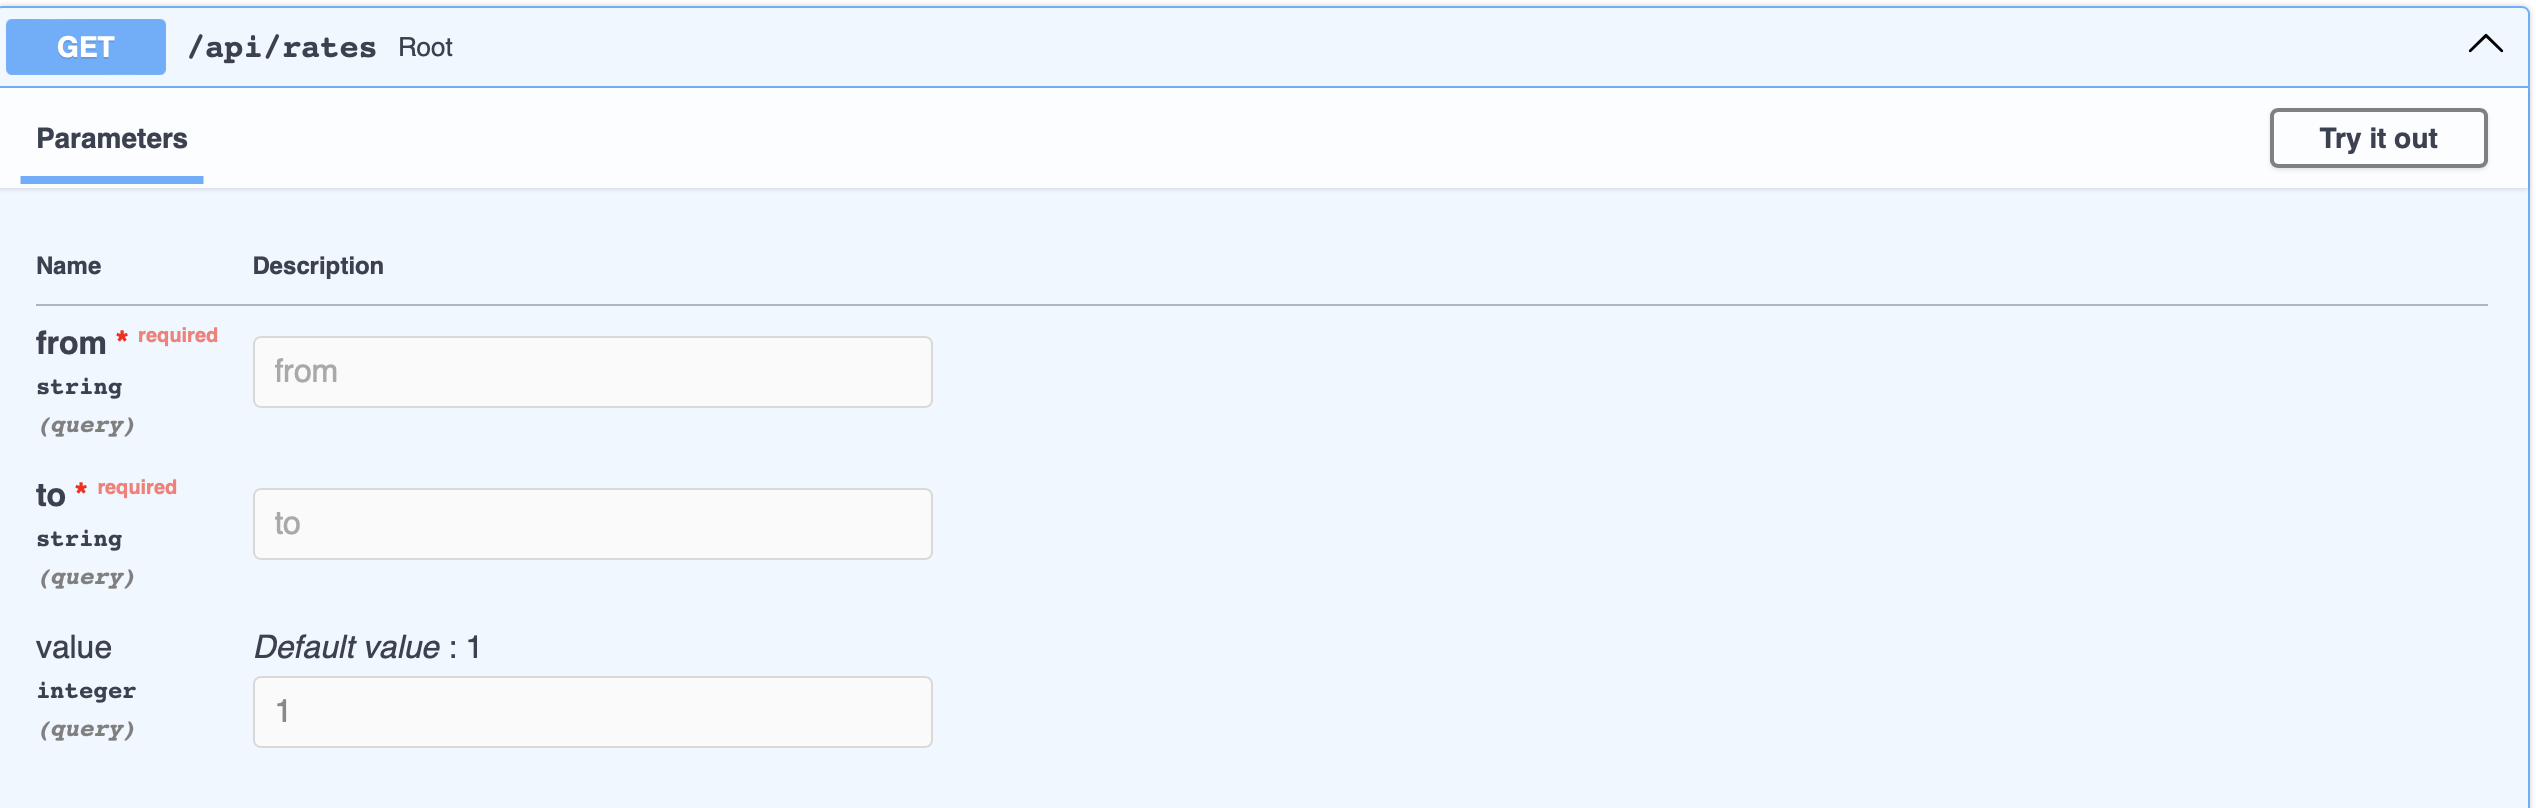 GET /api/rates Root
Parameters
Try it out
Name Description
from * required
string
(query)
from
to * required
string
(query)
to
value
integer
(query)
Default value : 1
1